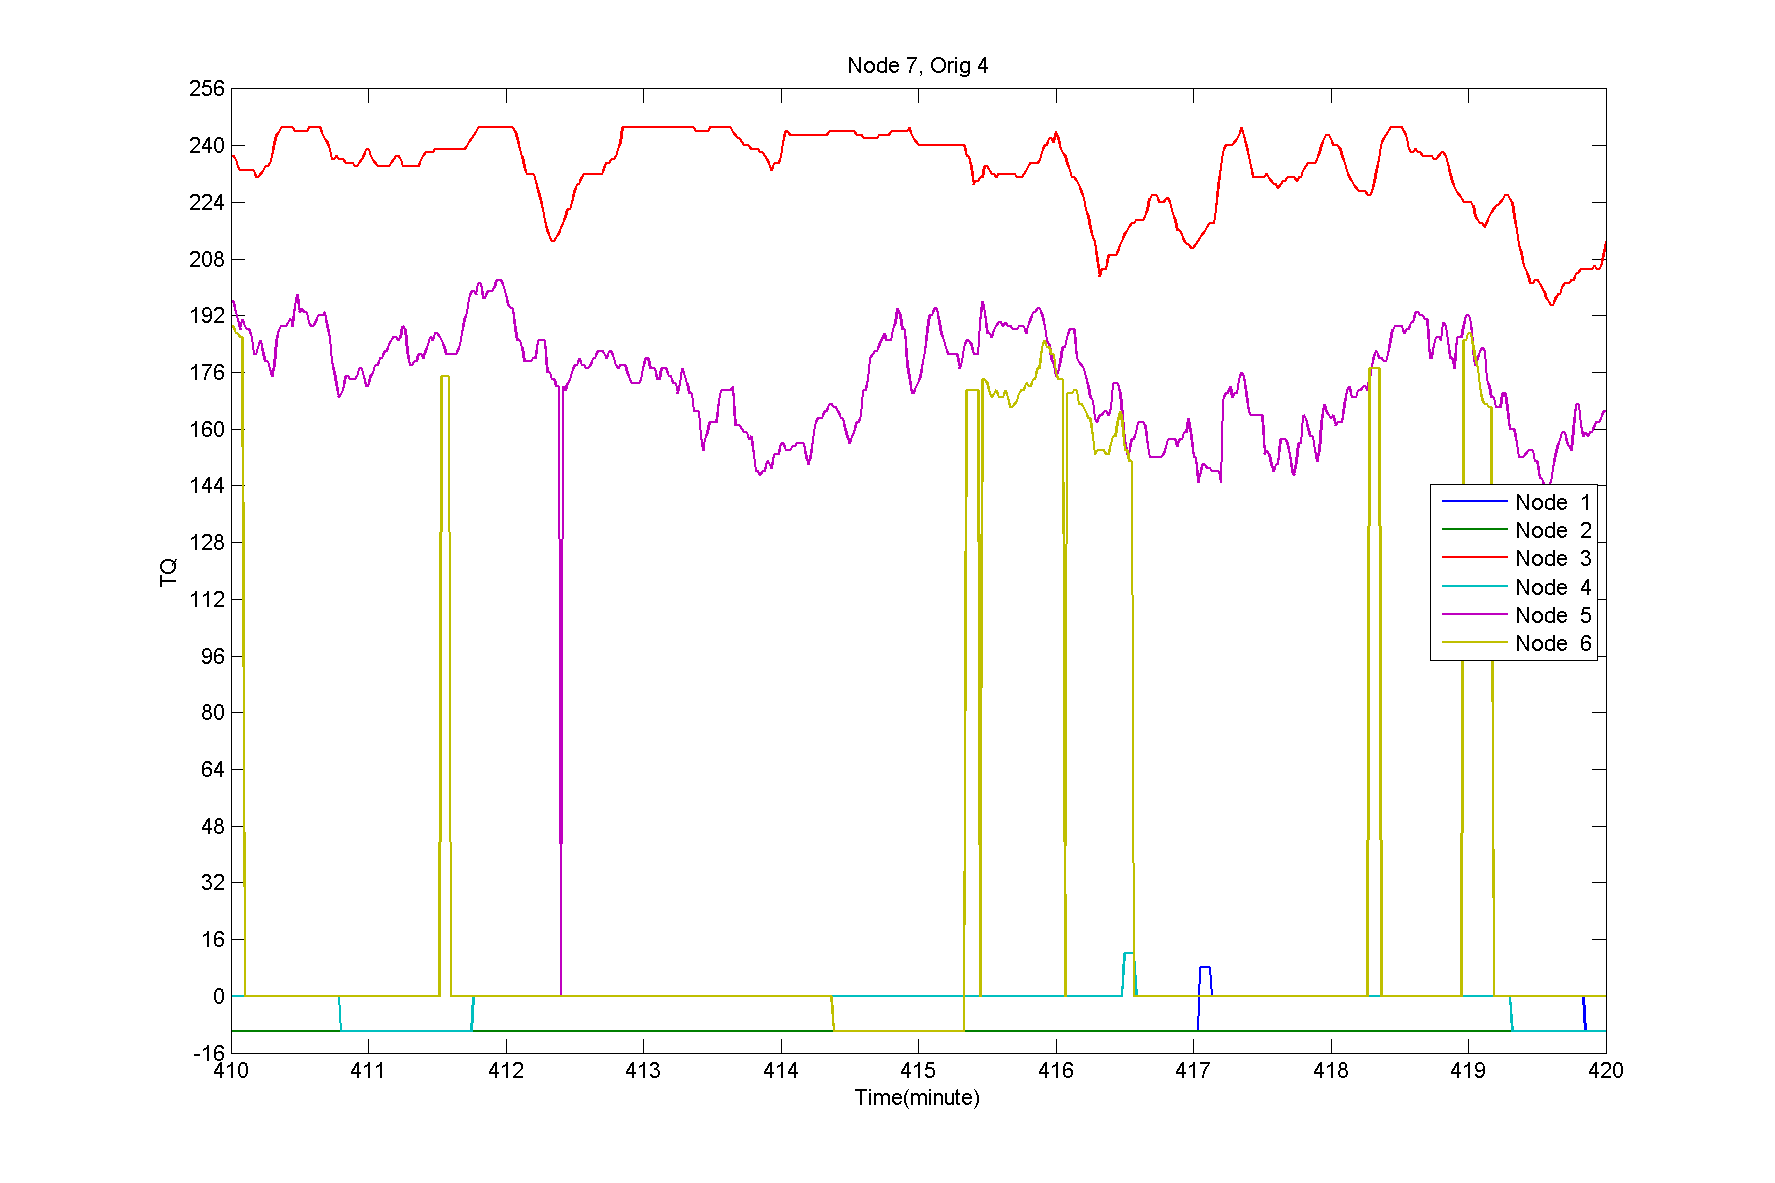 Node 7, Orig 4
256
240
224
208
192
176
160
144
128
112
96
80
64
48
32
16
0
-16
TQ
Node 1
Node 2
Node 3
Node 4
Node 5
Node 6
410 411 412 413 414 415 416 417 418 419 420
Time(minute)